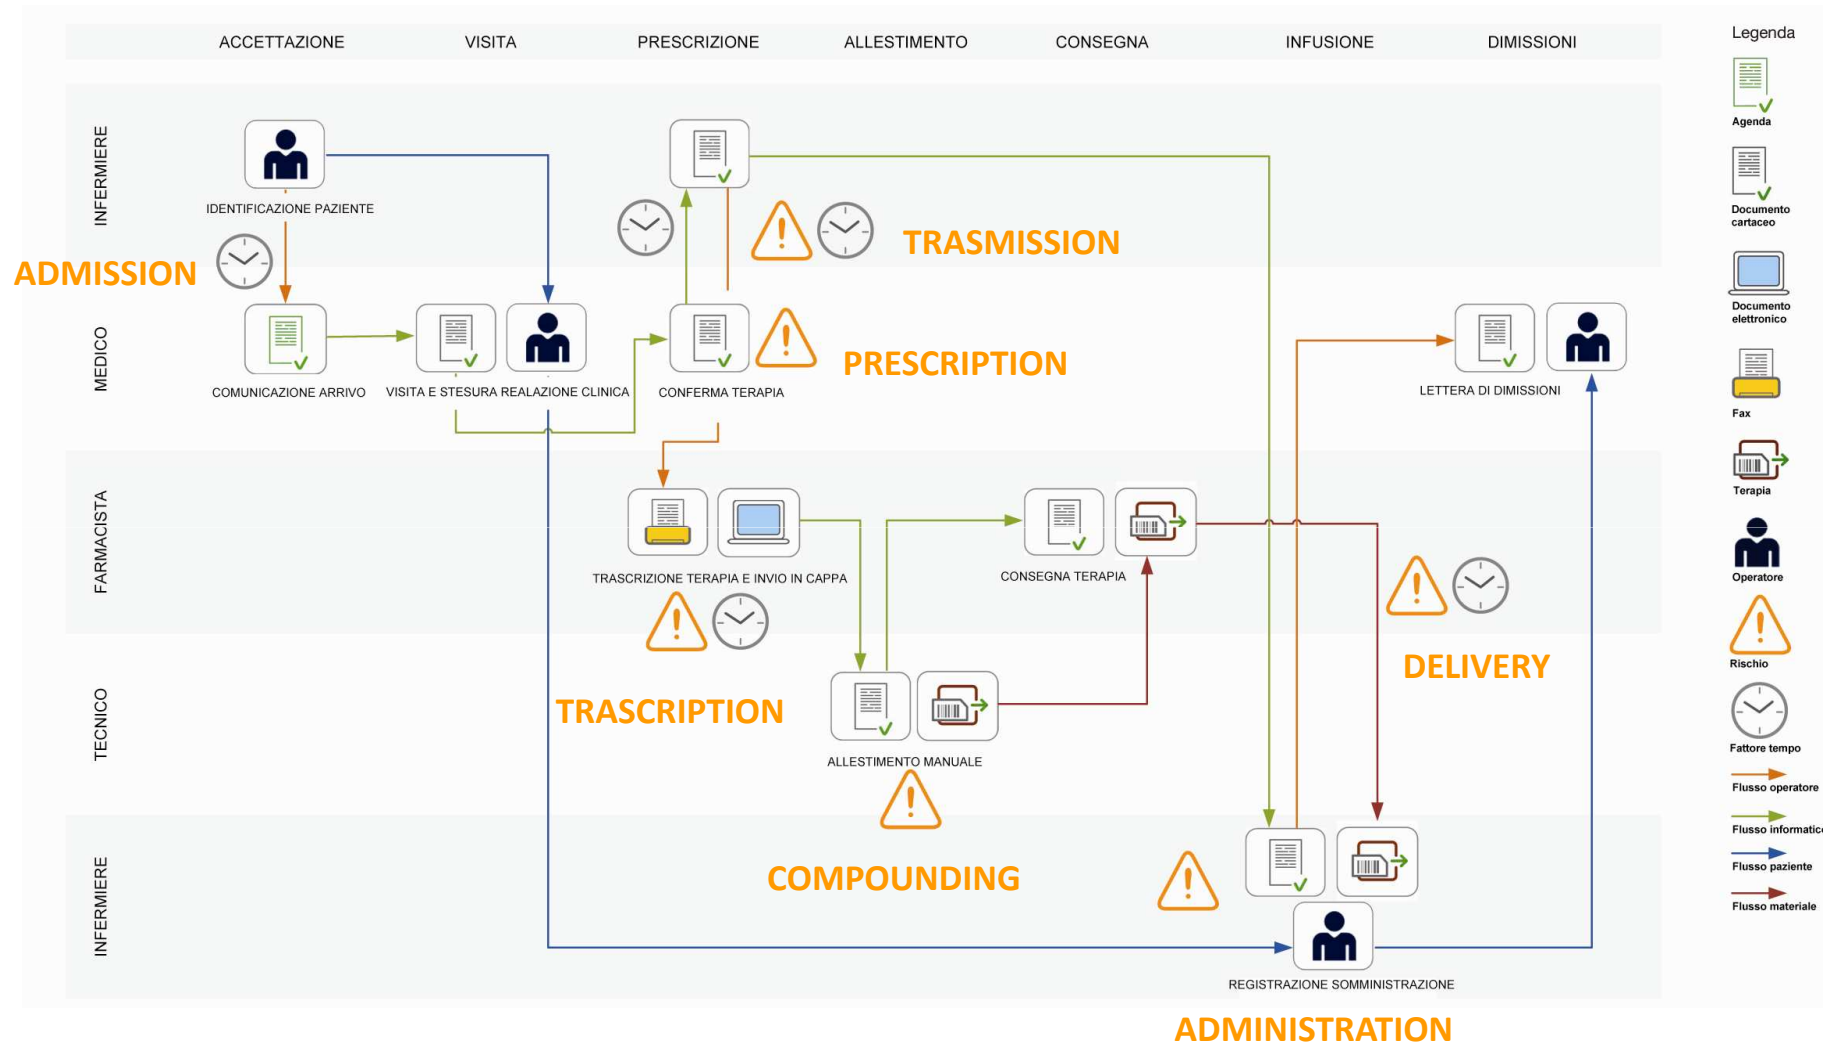 ACCETTAZIONE
VISITA
PRESCRIZIONE
ALLESTIMENTO
CONSEGNA
INFUSIONE
DIMISSIONI
INFERMIERE
IDENTIFICAZIONE PAZIENTE
ADMISSION
TRASMISSION
MEDICO
COMUNICAZIONE ARRIVO
VISITA E STESURA REALAZIONE CLINICA
CONFERMA TERAPIA
PRESCRIPTION
LETTERA DI DIMISSIONI
FARMACISTA
TRASCRIZIONE TERAPIA E INVIO IN CAPPA
CONSEGNA TERAPIA
DELIVERY
TECNICO
TRASCRIPTION
ALLESTIMENTO MANUALE
COMPOUNDING
INFERMIERE
REGISTRAZIONE SOMMINISTRAZIONE
ADMINISTRATION
Legenda
Agenda
Documento
cartaceo
Documento
elettronico
Fax
Terapia
Operatore
Rischio
Fattore tempo
Flusso operatore
Flusso informatico
Flusso paziente
Flusso materiale